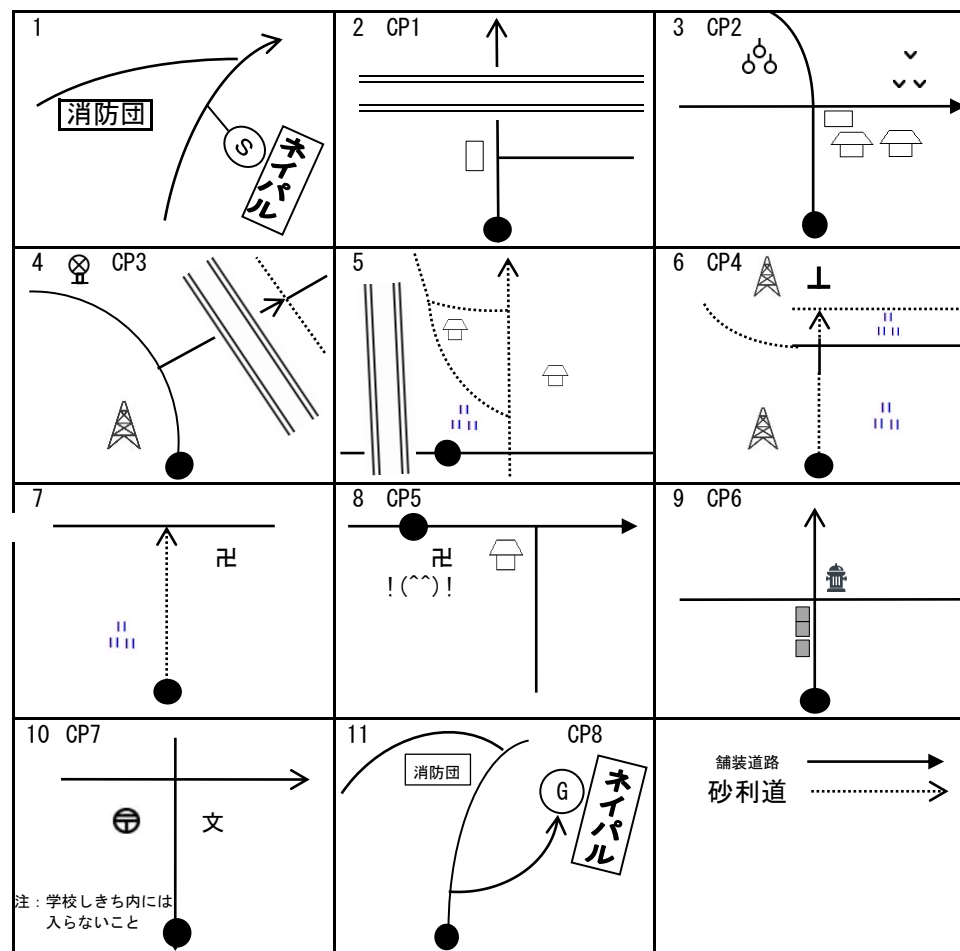 1
消防団
S
ネイパル
2 CP1
3 CP2
4 CP3
5
6 CP4
7
卍
8 CP5
卍
!(^^)!
9 CP6
10 CP7
〒
文
注：学校しきち内には
入らないこと
11 CP8
消防団
G
ネイパル
舗装道路
砂利道